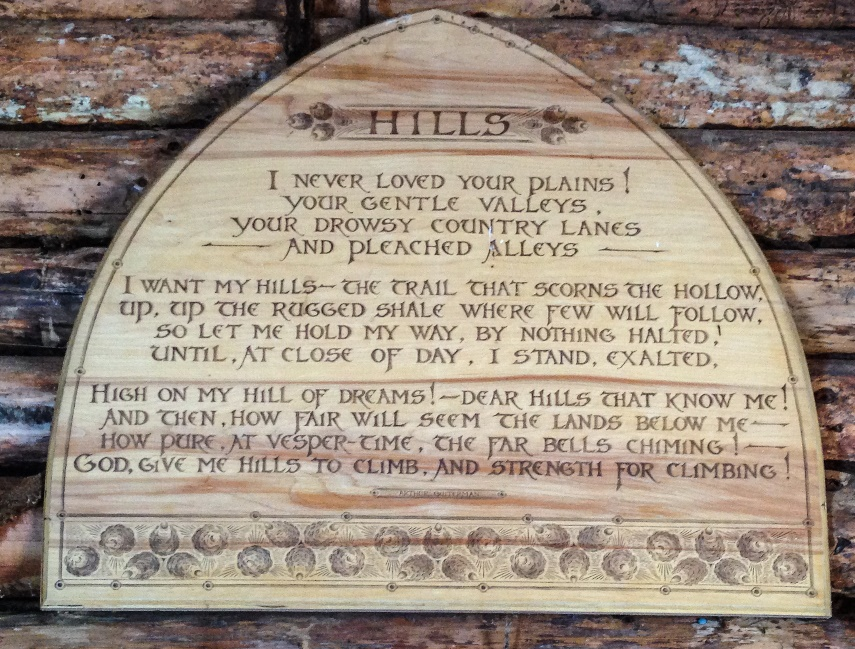 HILLS
I NEVER LOVED YOUR PLAINS!
YOUR GENTLE VALLEYS,
YOUR DROWSY COUNTRY LANES
AND PLEACHED ALLEYS
I WANT MY HILLS — THE TRAIL THAT SCORNS THE HOLLOW,
UP, UP THE RUGGED SHALE WHERE FEW WILL FOLLOW,
SO LET ME HOLD MY WAY, BY NOTHING HALTED!
UNTIL, AT CLOSE OF DAY, I STAND, EXALTED,
HIGH ON MY HILL OF DREAMS! — DEAR HILLS THAT KNOW ME!
AND THEN, HOW FAIR WILL SEEM THE LANDS BELOW ME —
HOW PURE, AT VESPER-TIME, THE FAR BELLS CHIMING! —
GOD, GIVE ME HILLS TO CLIMB, AND STRENGTH FOR CLIMBING!
ARTHUR GUITERMAN